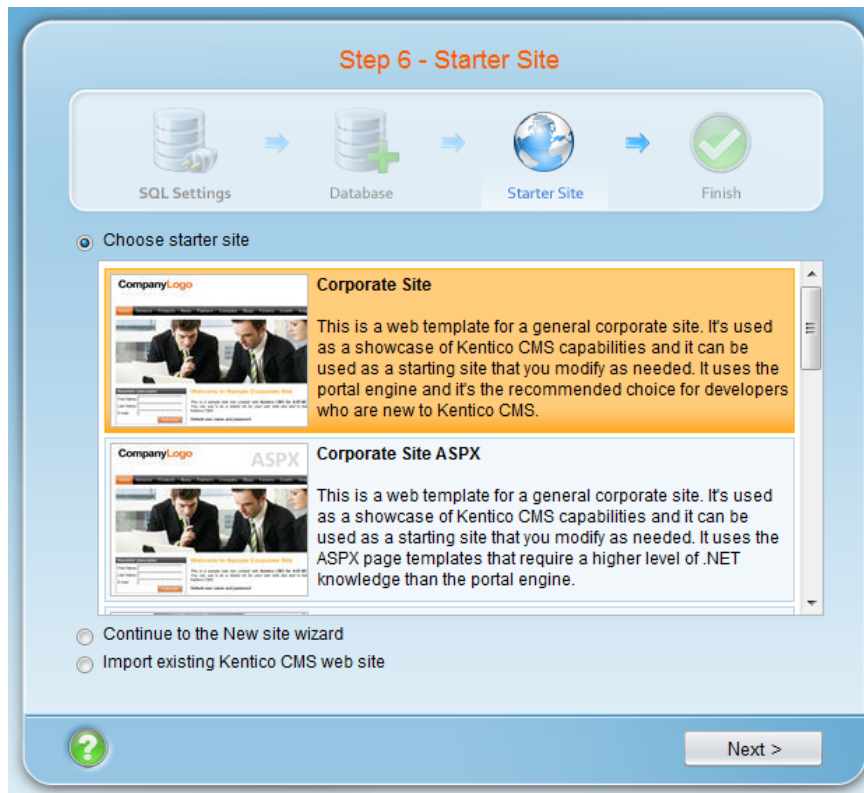 Step 6 - Starter Site
SQL Settings
Database
Starter Site
Finish
Choose starter site
CompanyLogo
Corporate Site
This is a web template for a general corporate site. It's used
as a showcase of Kentico CMS capabilities and it can be
used as a starting site that you modify as needed. It uses the
portal engine and it's the recommended choice for developers
who are new to Kentico CMS.
CompanyLogo
ASPX
Corporate Site ASPX
This is a web template for a general corporate site. It's used
as a showcase of Kentico CMS capabilities and it can be
used as a starting site that you modify as needed. It uses the
ASPX page templates that require a higher level of .NET
knowledge than the portal engine.
Continue to the New site wizard
Import existing Kentico CMS web site
?
Next >